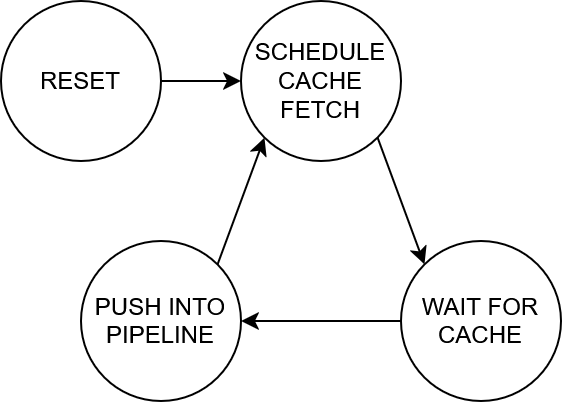 RESET
SCHEDULE
CACHE
FETCH
PUSH INTO
PIPELINE
WAIT FOR
CACHE